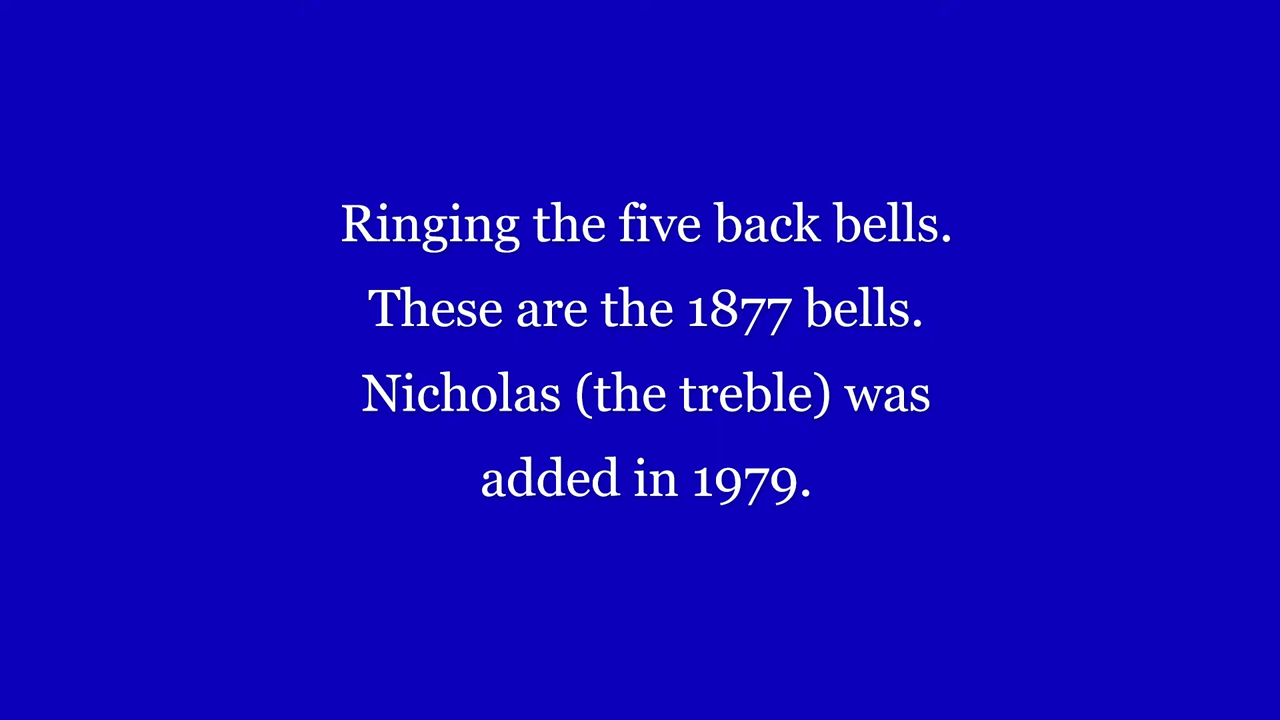 Ringing the five back bells.
These are the 1877 bells.
Nicholas (the treble) was
added in 1979.